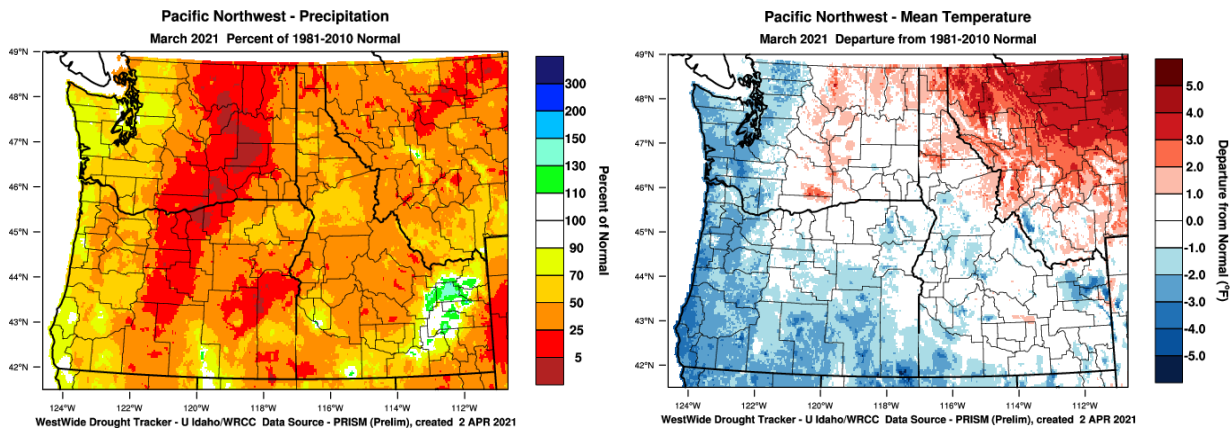 Pacific Northwest - Precipitation
March 2021 Percent of 1981-2010 Normal
49°N
48°N
47°N
46°N
45°N
44°N
43°N
42°N
124°W 122°W 120°W 118°W 116°W 114°W 112°W
300
200
150
130
110
100
90
70
50
25
5
Percent of Normal
WestWide Drought Tracker - U Idaho/WRCC Data Source - PRISM (Prelim), created 2 APR 2021
Pacific Northwest - Mean Temperature
March 2021 Departure from 1981-2010 Normal
49°N
48°N
47°N
46°N
45°N
44°N
43°N
42°N
124°W 122°W 120°W 118°W 116°W 114°W 112°W
5.0
4.0
3.0
2.0
1.0
0.0
-1.0
-2.0
-3.0
-4.0
-5.0
Departure from Normal (°F)
WestWide Drought Tracker - U Idaho/WRCC Data Source - PRISM (Prelim), created 2 APR 2021